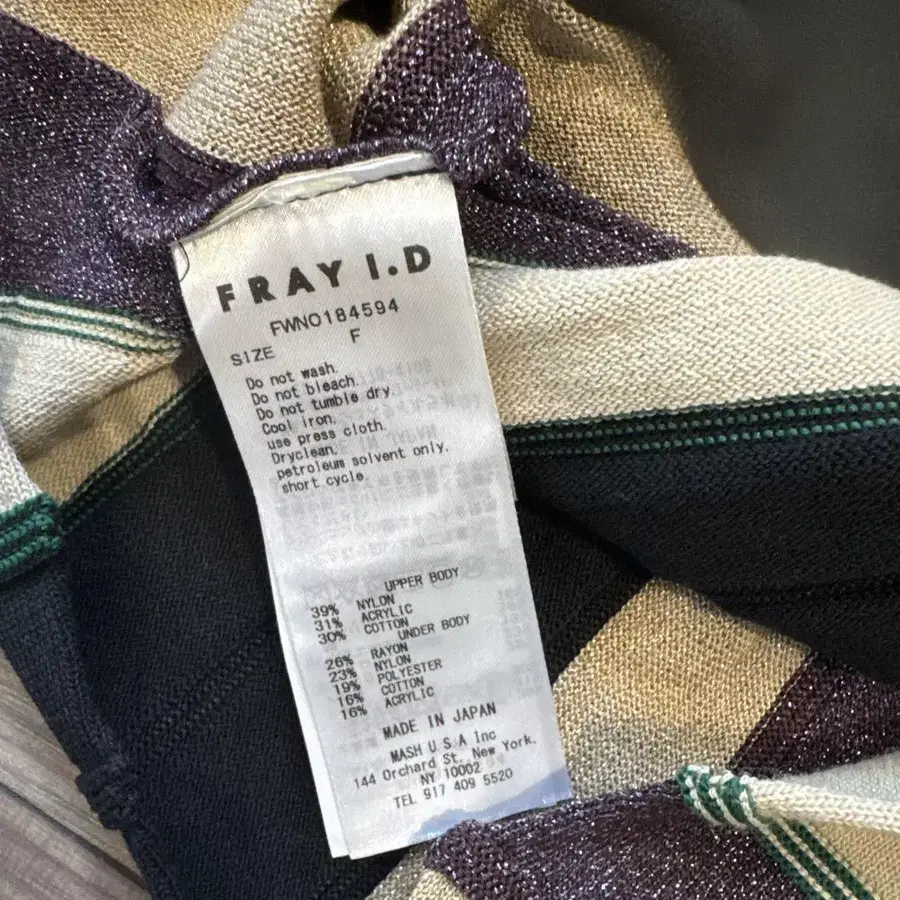 FRAY I.D
FWNO184594
SIZE F
Do not wash.
Do not bleach.
Do not tumble dry.
Cool iron.
use press cloth.
Dryclean.
petroleum solvent only.
short cycle.
UPPER BODY
39% NYLON
31% ACRYLIC
30% COTTON
UNDER BODY
26% RAYON
23% NYLON
19% POLYESTER
16% COTTON
16% ACRYLIC
MADE IN JAPAN
MASH U.S.A Inc
144 Orchard St. New York.
NY 10002
TEL 917 409 5520